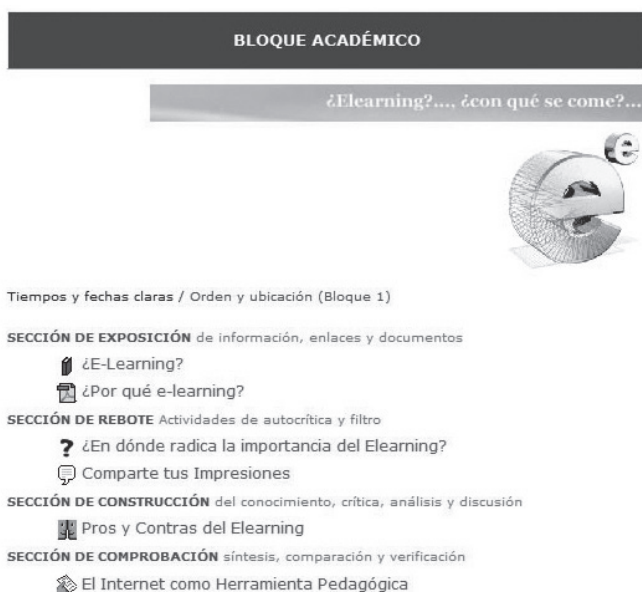 BLOQUE ACADÉMICO
¿Elearning?..., ¿con qué se come?...
e
Tiempos y fechas claras / Orden y ubicación (Bloque 1)
SECCIÓN DE EXPOSICIÓN de información, enlaces y documentos
¿E-Learning?
¿Por qué e-learning?
SECCIÓN DE REBOTE Actividades de autocrítica y filtro
¿En dónde radica la importancia del Elearning?
Comparte tus Impresiones
SECCIÓN DE CONSTRUCCIÓN del conocimiento, crítica, análisis y discusión
Pros y Contras del Elearning
SECCIÓN DE COMPROBACIÓN síntesis, comparación y verificación
El Internet como Herramienta Pedagógica